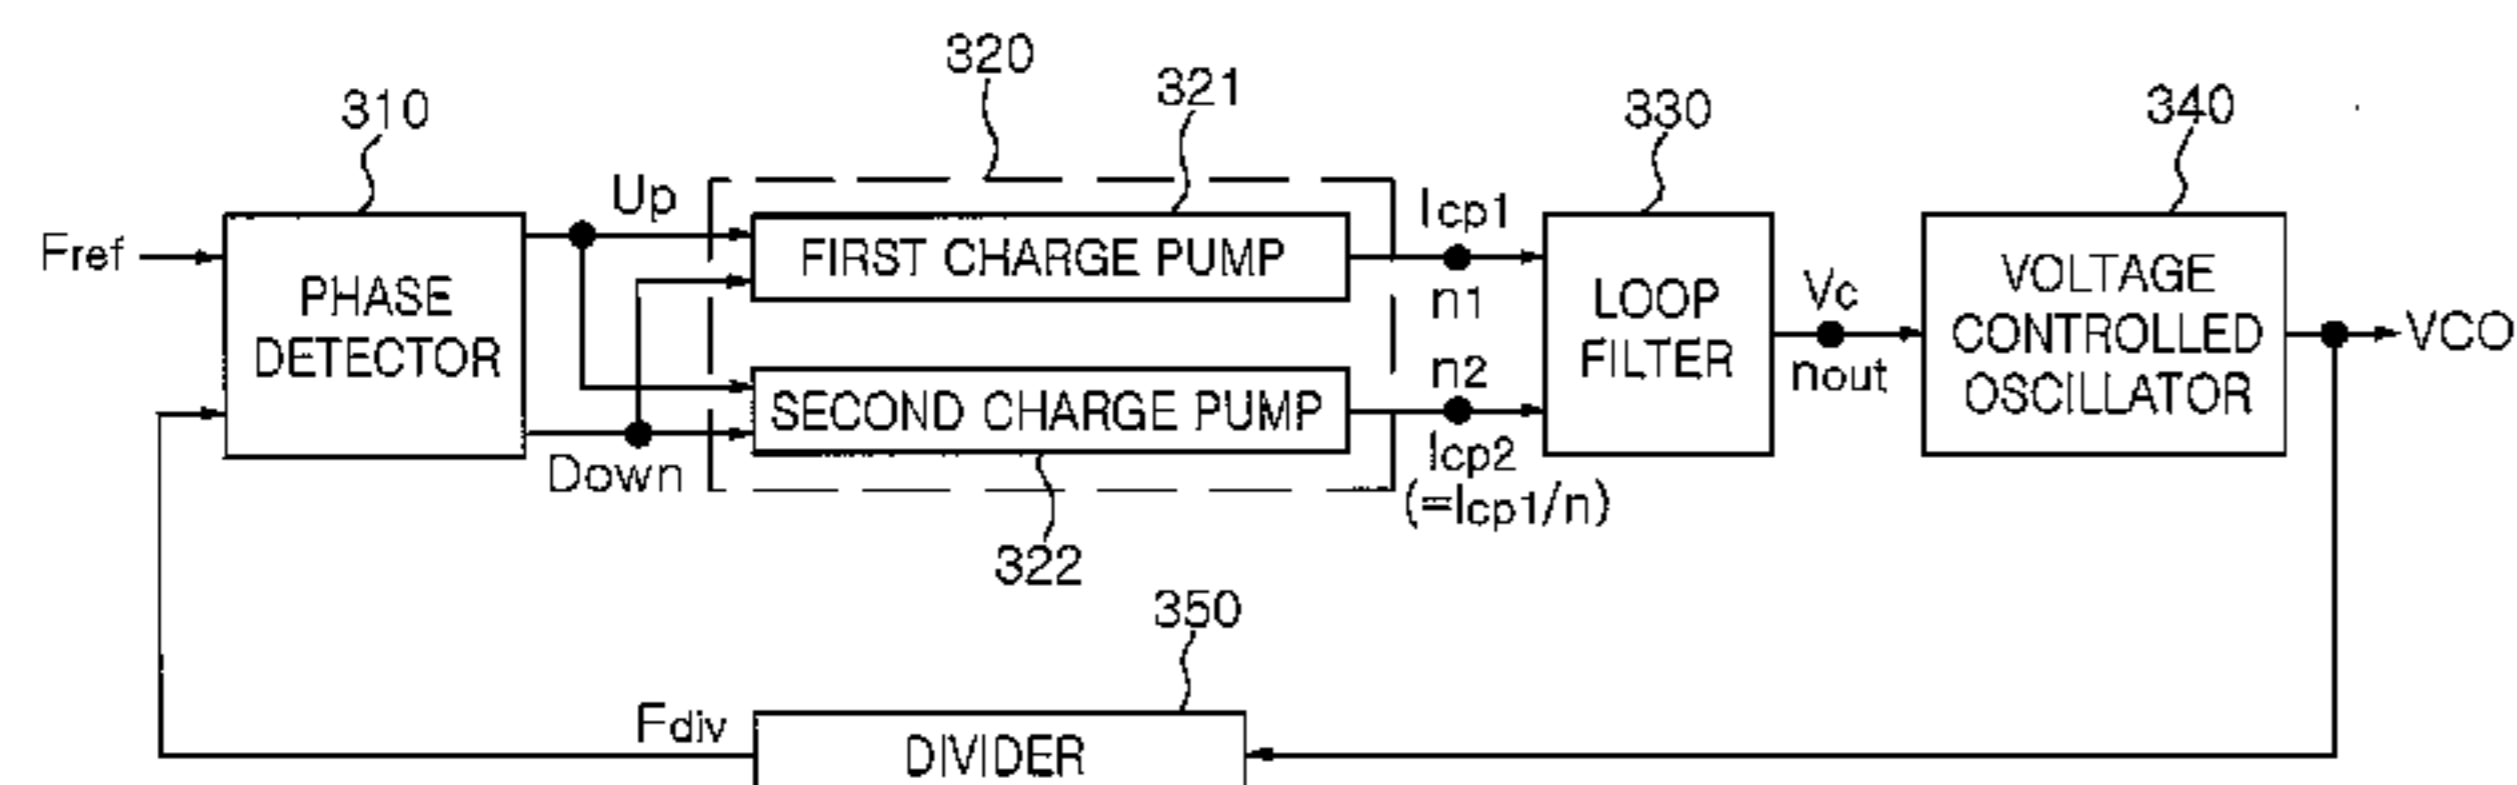 320
321
310
330
340
Up
Icp1
Fref
FIRST CHARGE PUMP
PHASE
DETECTOR
n1
LOOP
FILTER
Vc
nout
VOLTAGE
CONTROLLED
OSCILLATOR
VCO
n2
SECOND CHARGE PUMP
Down
Icp2
(=Icp1/n)
322
350
Fdiv
DIVIDER